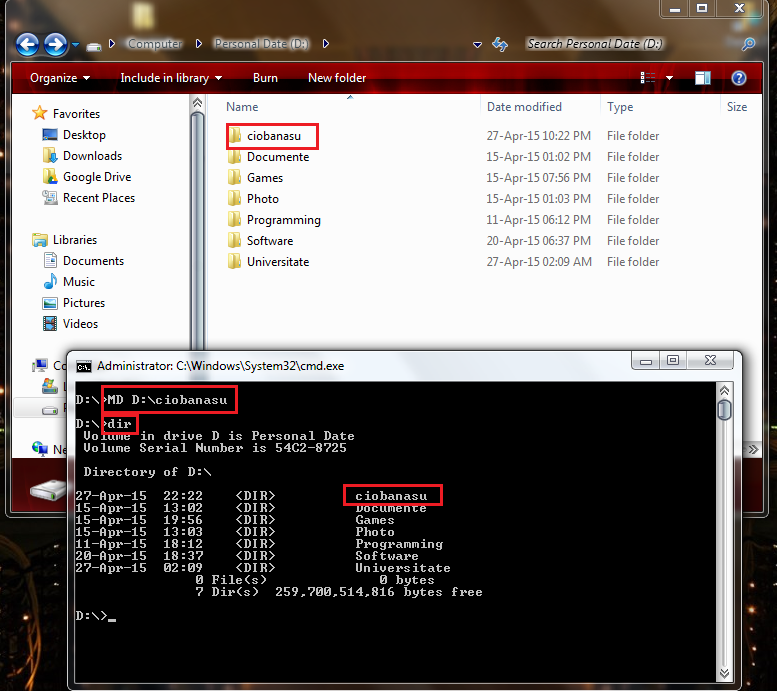 Computer Personal Date (D:) Search Personal Date (D:)
Organize Include in library Burn New folder
Name Date modified Type Size
Favorites
Desktop
Downloads
Google Drive
Recent Places
Libraries
Documents
Music
Pictures
Videos
ciobanasu 27-Apr-15 10:22 PM File folder
Documente 15-Apr-15 01:02 PM File folder
Games 15-Apr-15 07:56 PM File folder
Photo 15-Apr-15 01:03 PM File folder
Programming 11-Apr-15 06:12 PM File folder
Software 20-Apr-15 06:37 PM File folder
Universitate 27-Apr-15 02:09 AM File folder
Administrator: C:\Windows\System32\cmd.exe
D:\>MD D:\ciobanasu
D:\>dir
Volume in drive D is Personal Date
Volume Serial Number is 54C2-8725
Directory of D:\
27-Apr-15 22:22 <DIR> ciobanasu
15-Apr-15 13:02 <DIR> Documente
15-Apr-15 19:56 <DIR> Games
15-Apr-15 13:03 <DIR> Photo
11-Apr-15 18:12 <DIR> Programming
20-Apr-15 18:37 <DIR> Software
27-Apr-15 02:09 <DIR> Universitate
0 File(s) 0 bytes
7 Dir(s) 259,700,514,816 bytes free
D:\>_